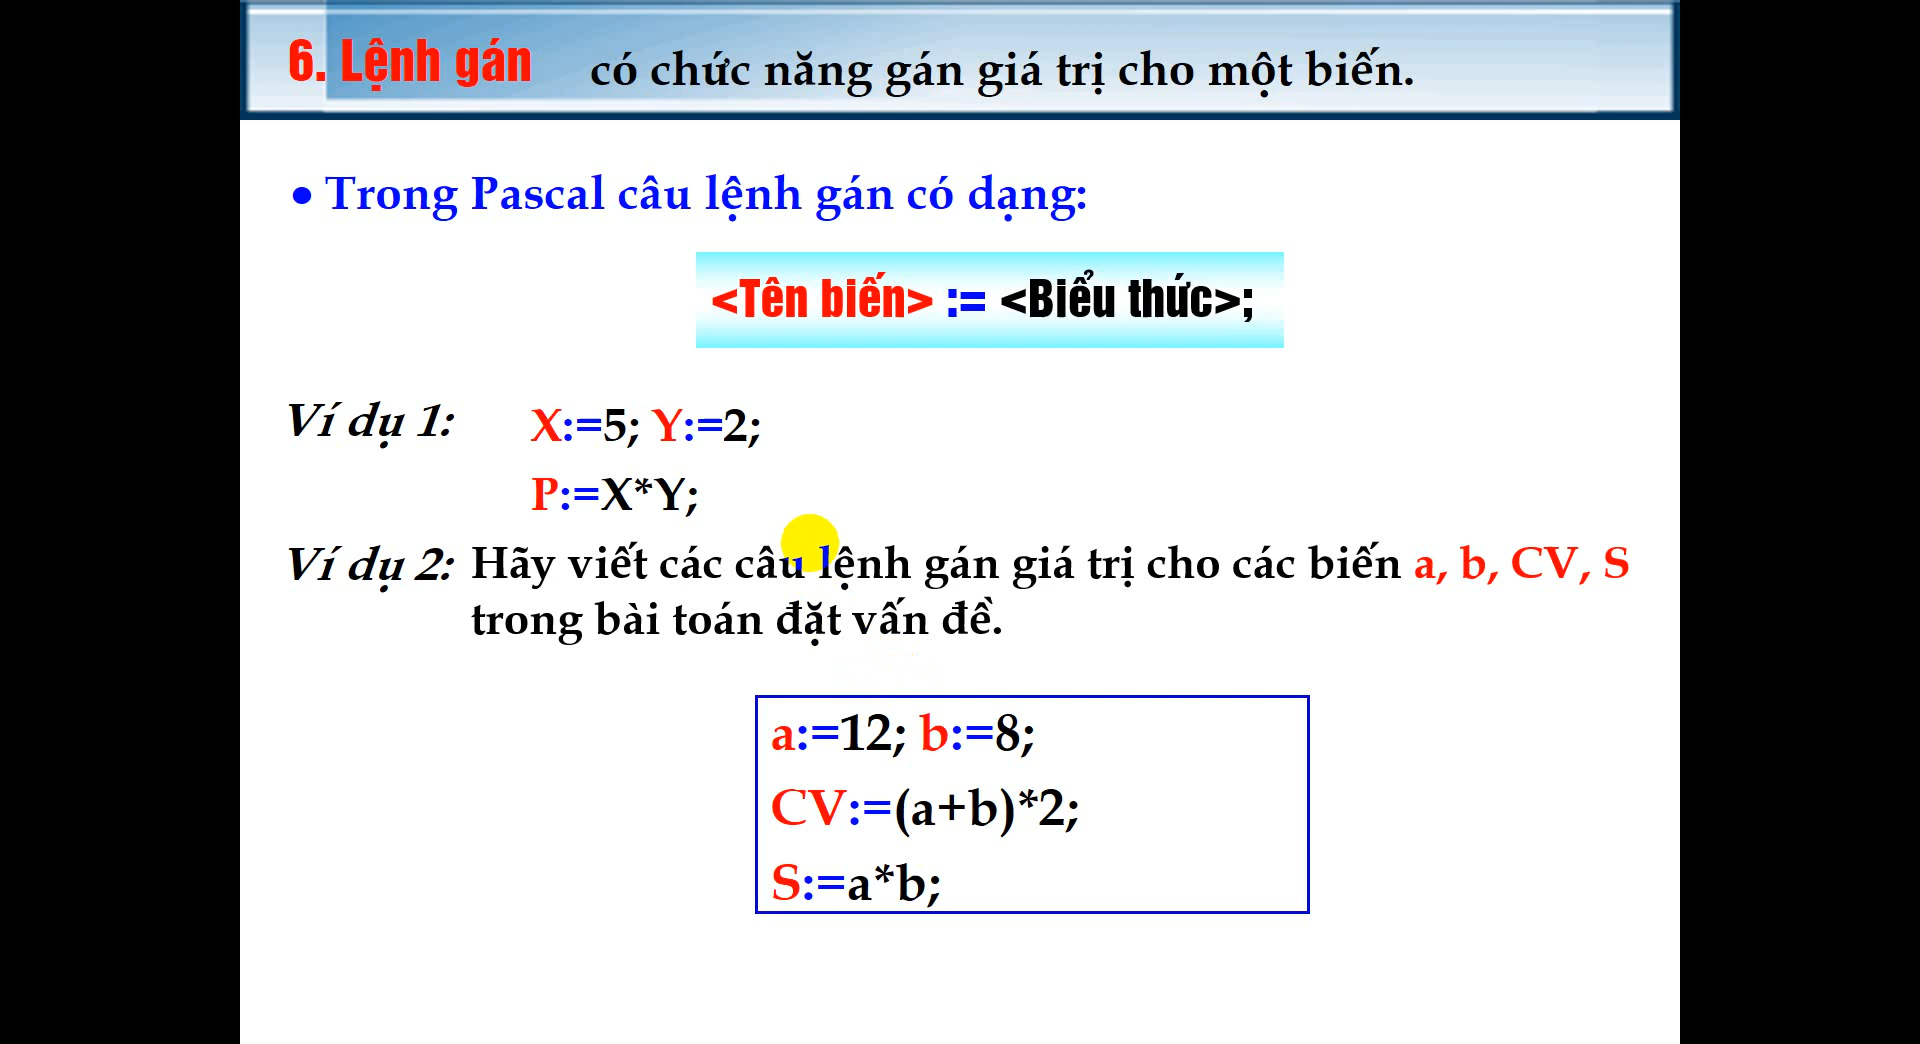 6. Lệnh gán có chức năng gán giá trị cho một biến.
• Trong Pascal câu lệnh gán có dạng:
<Tên biến> := <Biểu thức>;
Ví dụ 1: X:=5; Y:=2;
P:=X*Y;
Ví dụ 2: Hãy viết các câu lệnh gán giá trị cho các biến a, b, CV, S
trong bài toán đặt vấn đề.
a:=12; b:=8;
CV:=(a+b)*2;
S:=a*b;